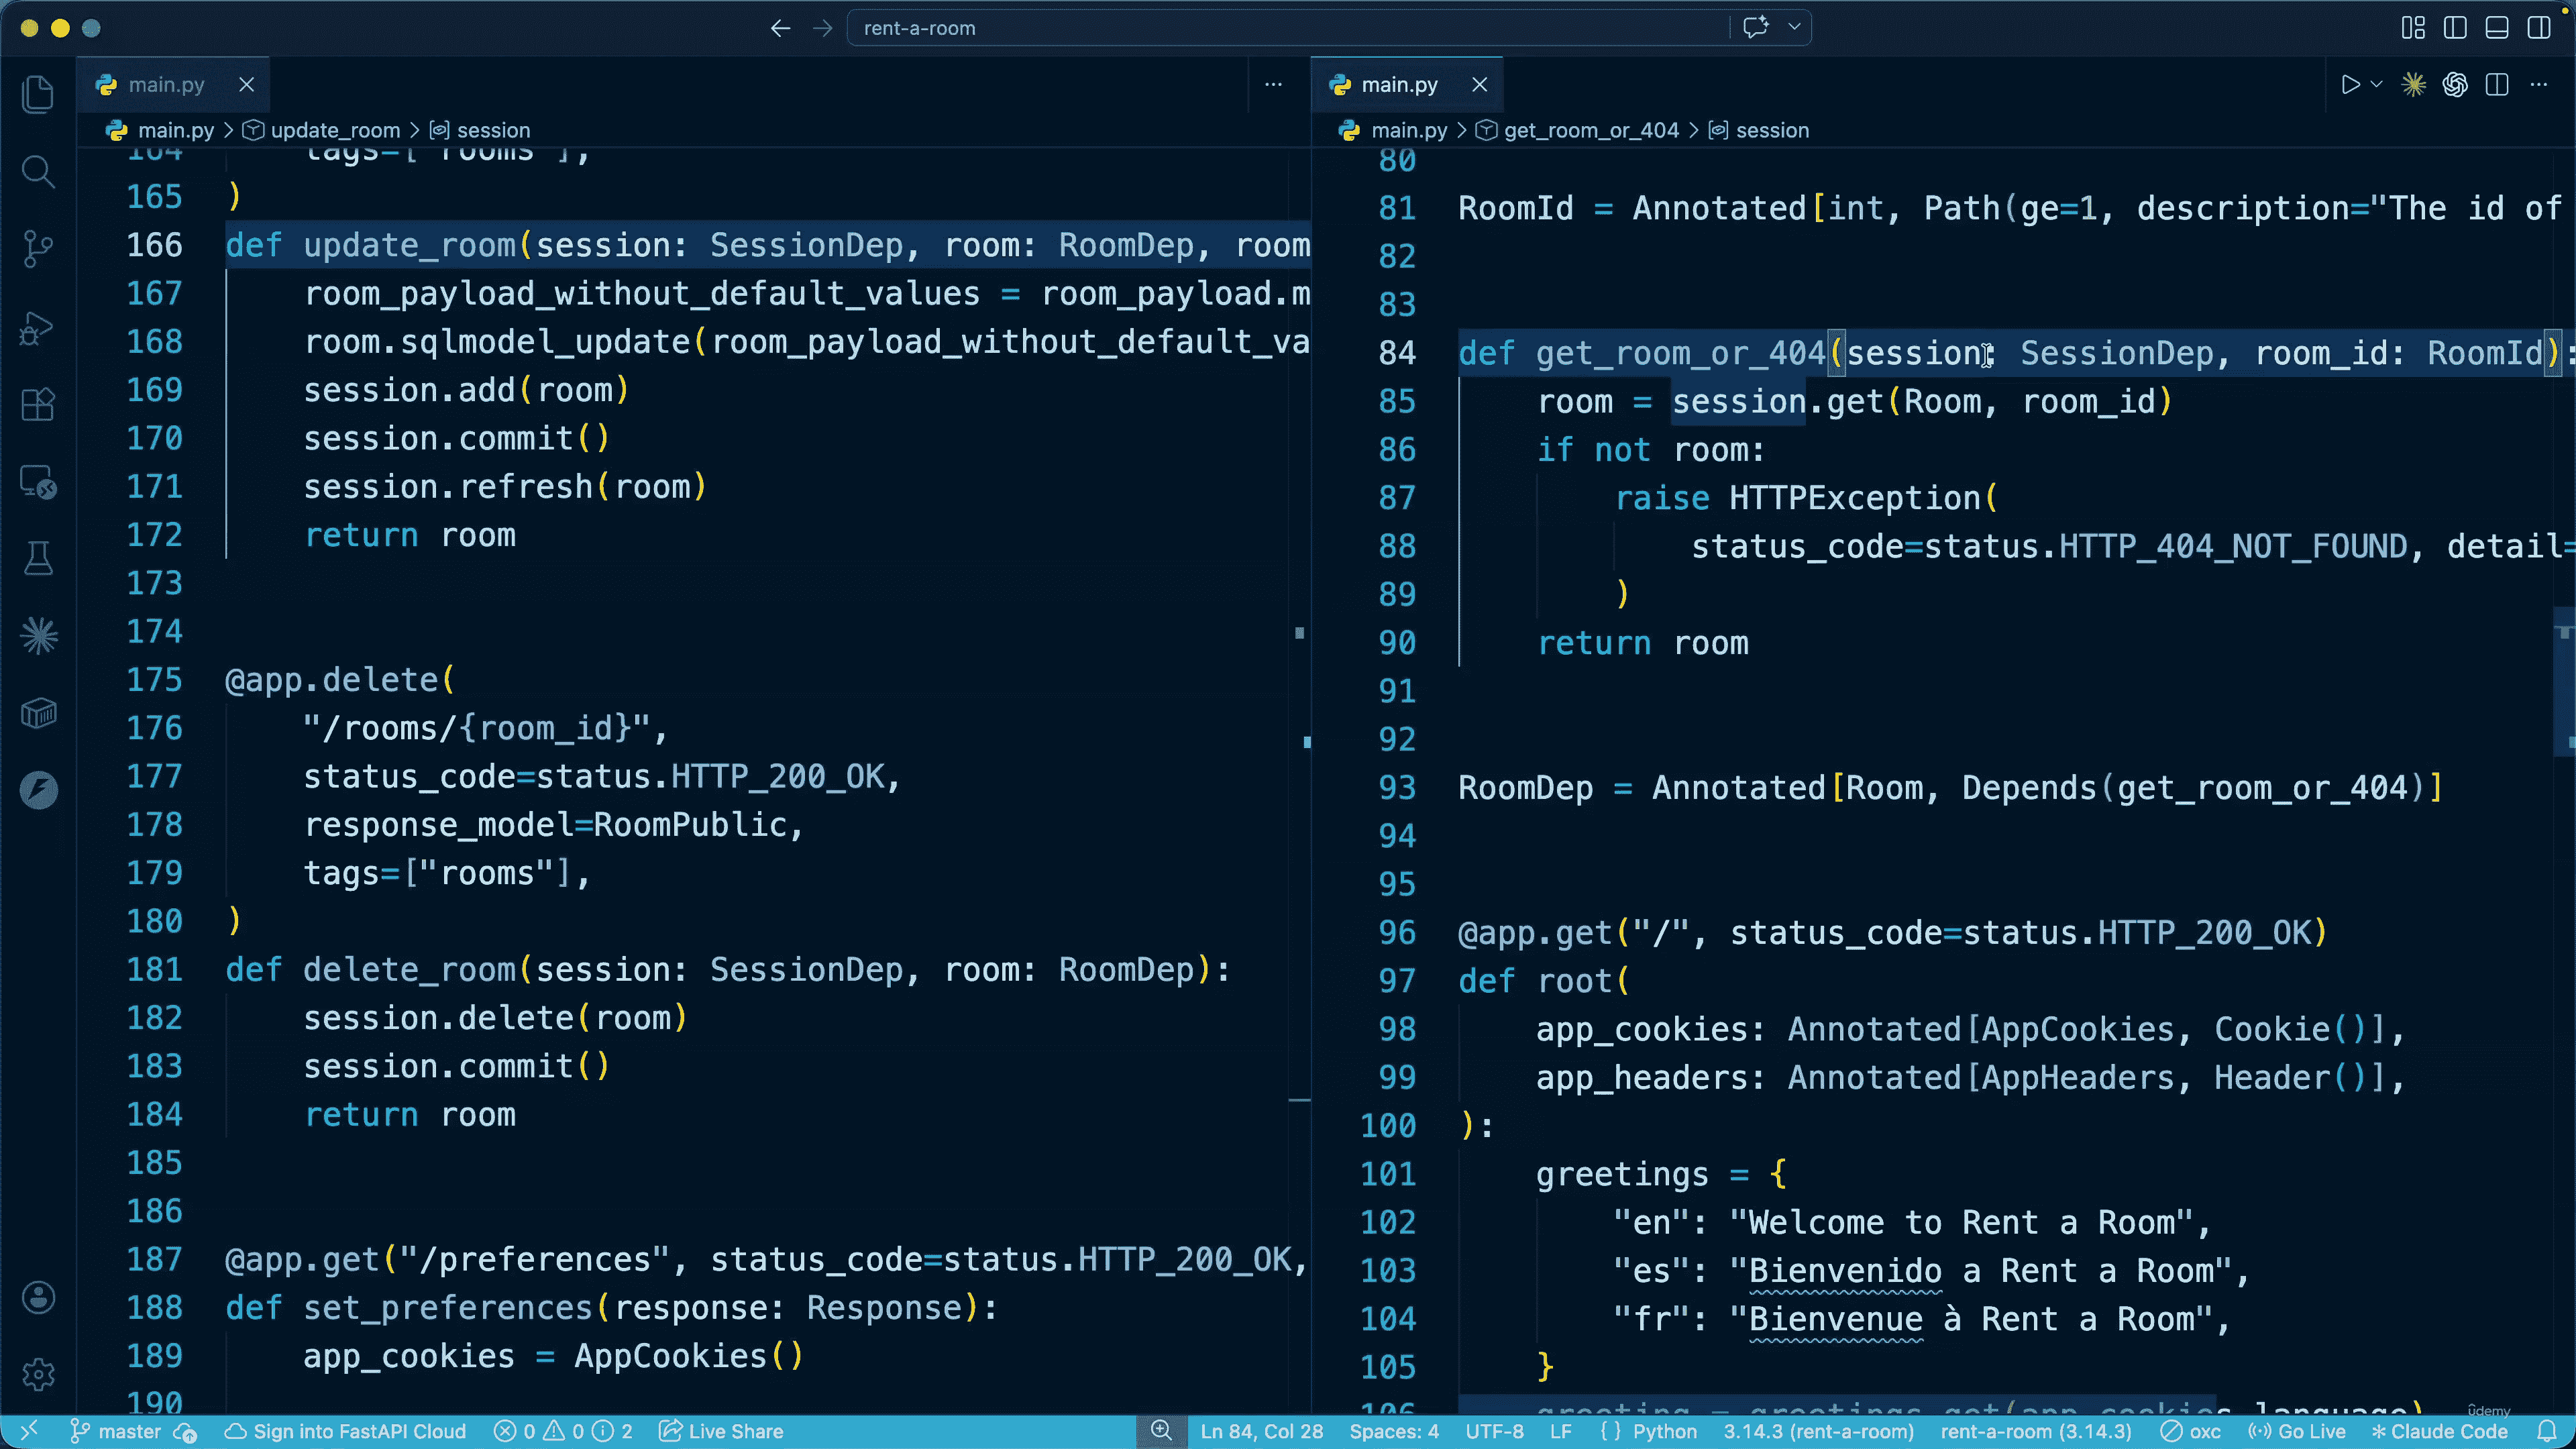 rent-a-room
main.py
main.py > update_room > session
164 tags=["rooms"],
165 )
166 def update_room(session: SessionDep, room: RoomDep, room
167 room_payload_without_default_values = room_payload.m
168 room.sqlmodel_update(room_payload_without_default_va
169 session.add(room)
170 session.commit()
171 session.refresh(room)
172 return room
173
174
175 @app.delete(
176 "/rooms/{room_id}",
177 status_code=status.HTTP_200_OK,
178 response_model=RoomPublic,
179 tags=["rooms"],
180 )
181 def delete_room(session: SessionDep, room: RoomDep):
182 session.delete(room)
183 session.commit()
184 return room
185
186
187 @app.get("/preferences", status_code=status.HTTP_200_OK,
188 def set_preferences(response: Response):
189 app_cookies = AppCookies()
190
main.py
main.py > get_room_or_404 > session
80
81 RoomId = Annotated[int, Path(ge=1, description="The id of
82
83
84 def get_room_or_404(session: SessionDep, room_id: RoomId):
85 room = session.get(Room, room_id)
86 if not room:
87 raise HTTPException(
88 status_code=status.HTTP_404_NOT_FOUND, detail=
89 )
90 return room
91
92
93 RoomDep = Annotated[Room, Depends(get_room_or_404)]
94
95
96 @app.get("/", status_code=status.HTTP_200_OK)
97 def root(
98 app_cookies: Annotated[AppCookies, Cookie()],
99 app_headers: Annotated[AppHeaders, Header()],
100 ):
101 greetings = {
102 "en": "Welcome to Rent a Room",
103 "es": "Bienvenido a Rent a Room",
104 "fr": "Bienvenue à Rent a Room",
105 }
106 greeting = greetings.get(app_cookies.language)
udemy
master Sign into FastAPI Cloud 0 0 2 Live Share Ln 84, Col 28 Spaces: 4 UTF-8 LF { } Python 3.14.3 (rent-a-room) rent-a-room (3.14.3) oxc Go Live Claude Code